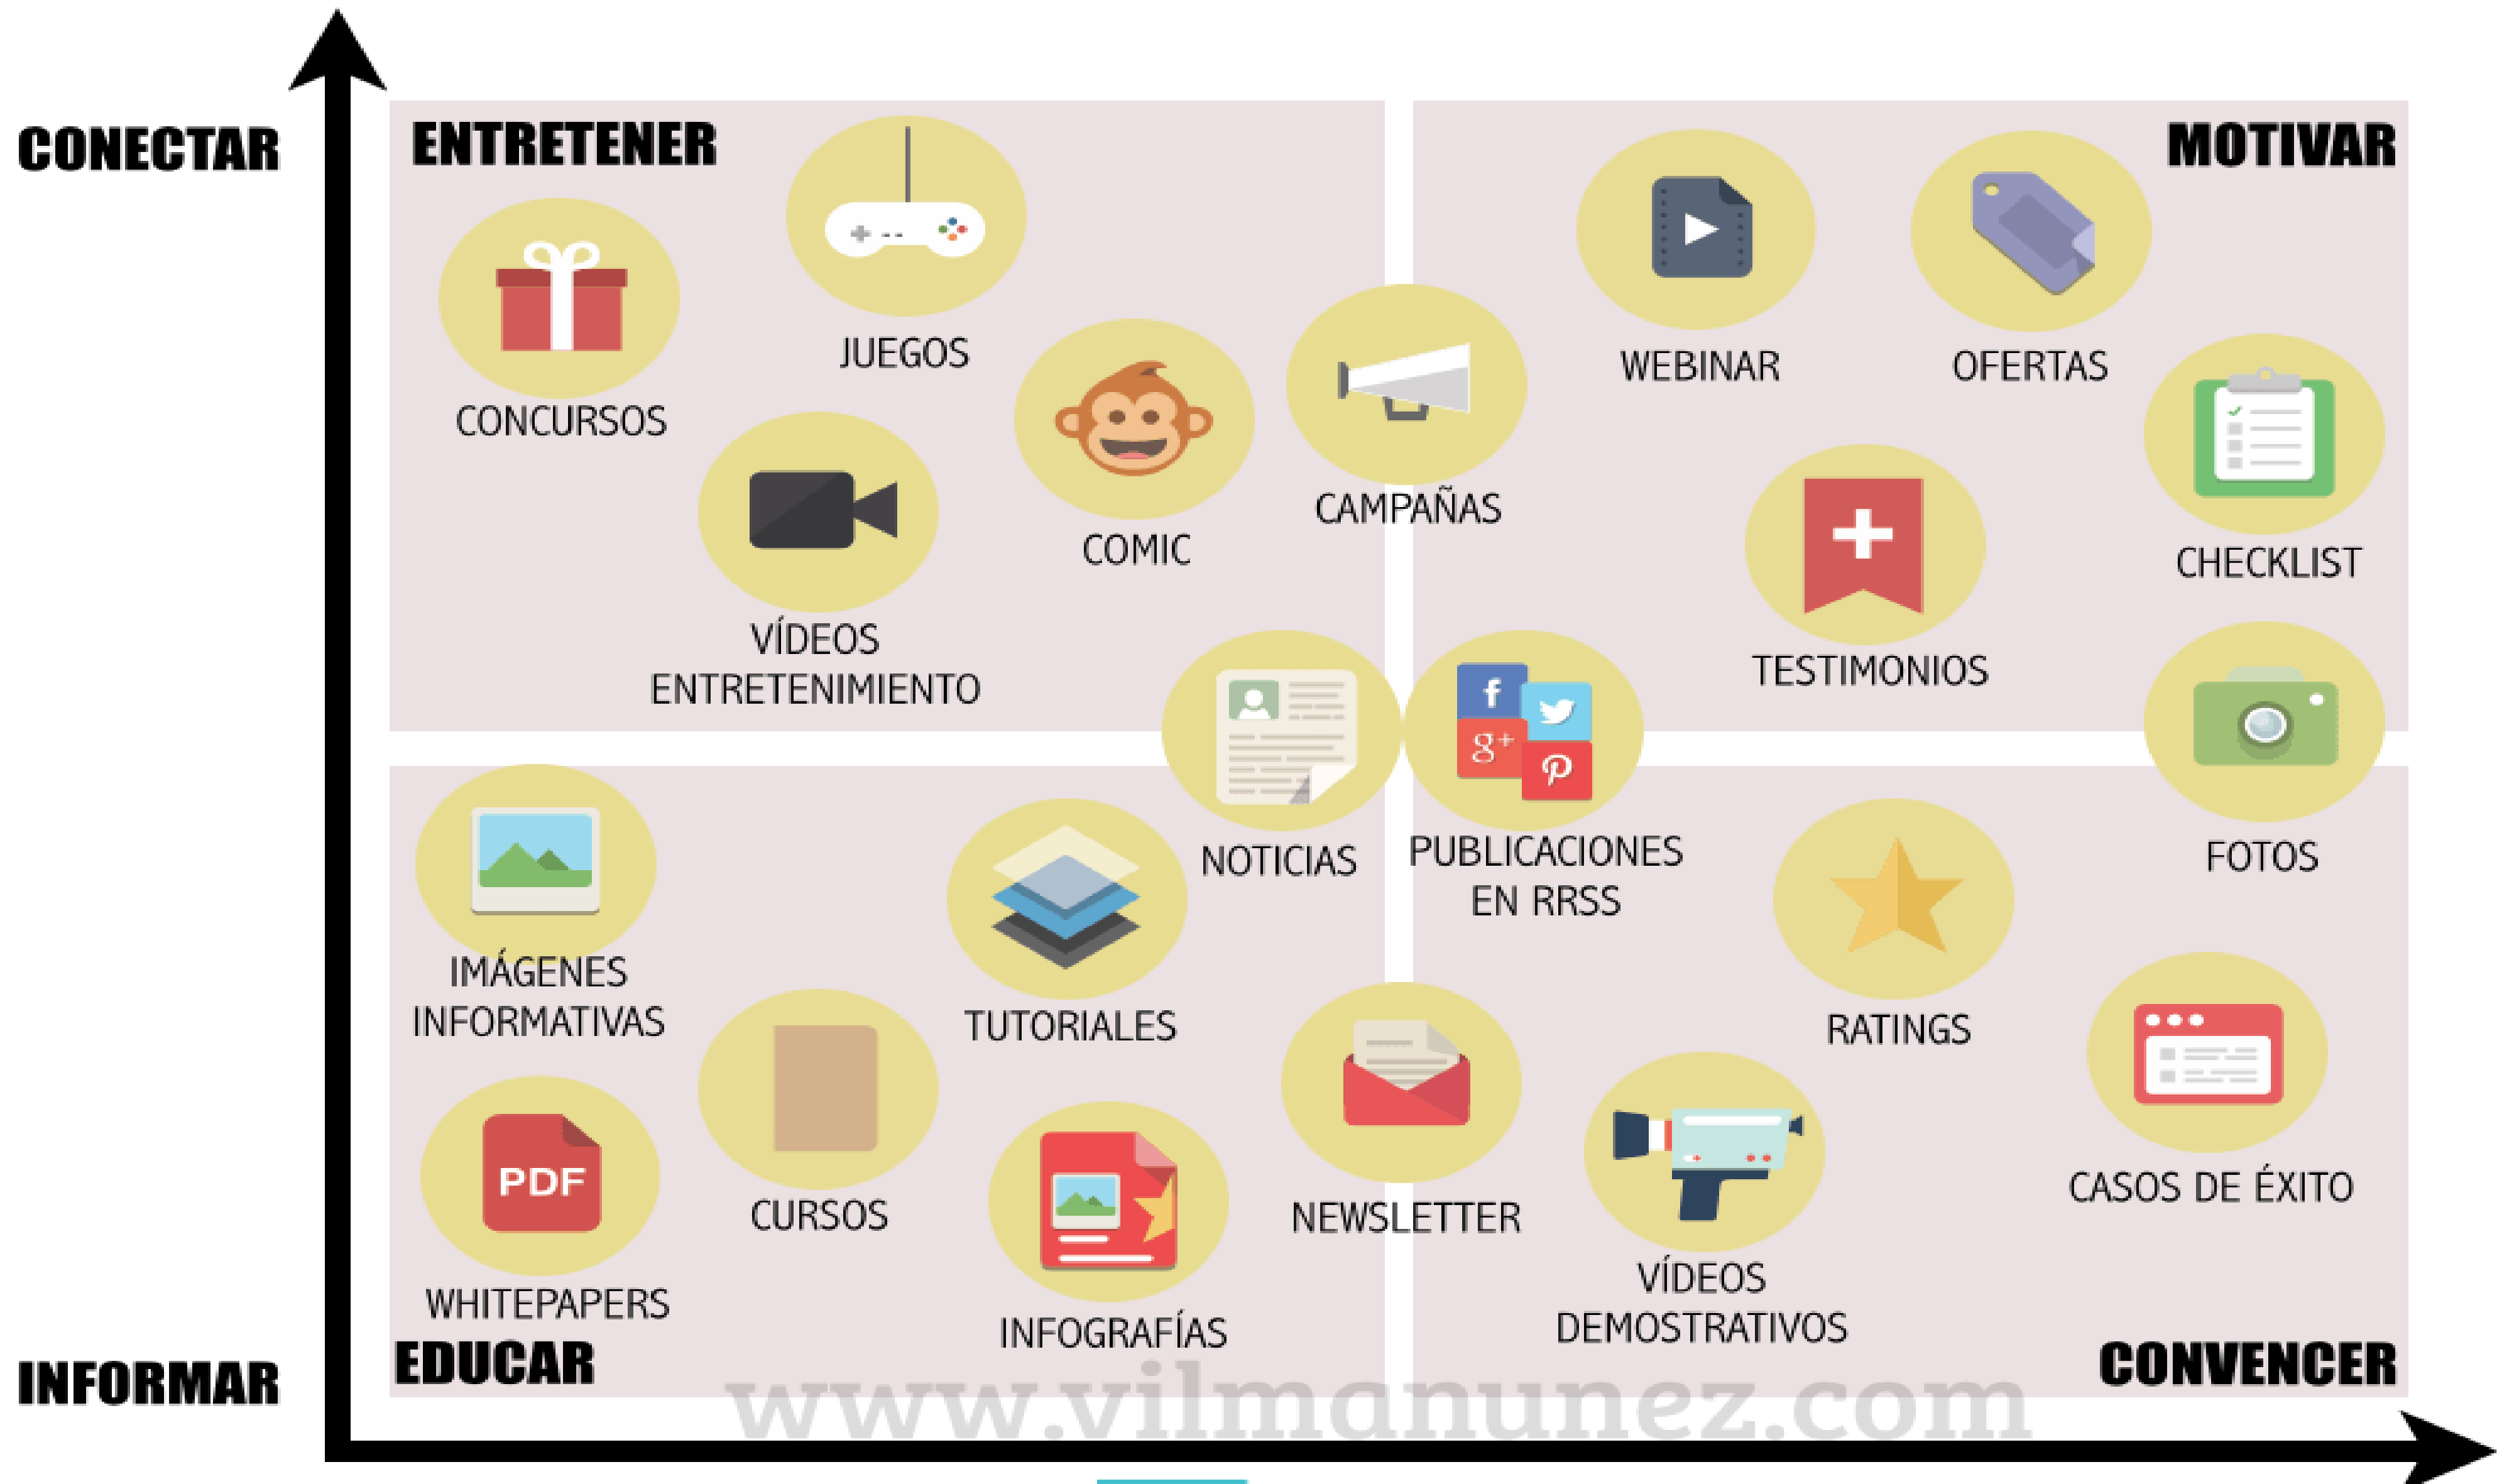 CONECTAR
ENTRETENER
MOTIVAR
JUEGOS
CONCURSOS
WEBINAR
OFERTAS
COMIC
CAMPAÑAS
CHECKLIST
VÍDEOS
ENTRETENIMIENTO
TESTIMONIOS
f
g+
NOTICIAS
PUBLICACIONES
EN RRSS
FOTOS
IMÁGENES
INFORMATIVAS
TUTORIALES
RATINGS
PDF
CURSOS
NEWSLETTER
CASOS DE ÉXITO
WHITEPAPERS
INFOGRAFÍAS
VÍDEOS
DEMOSTRATIVOS
EDUCAR
CONVENCER
INFORMAR
www.vilmanunez.com